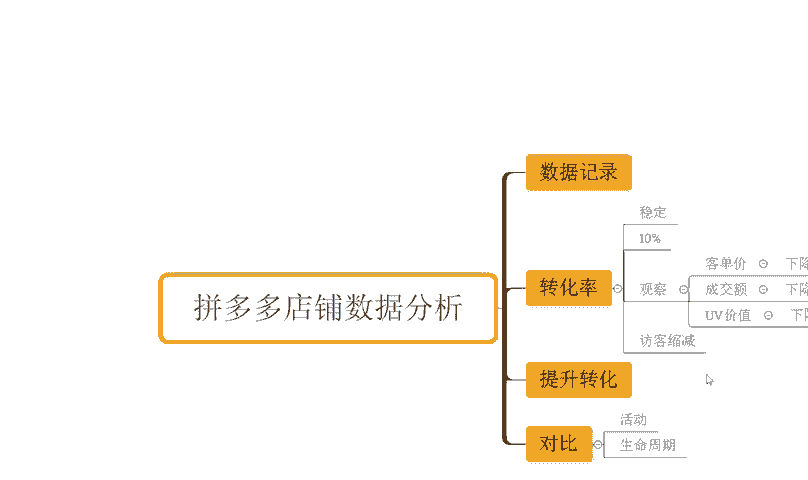 拼多多店铺数据分析
数据记录
转化率
稳定
10%
观察
客单价
下降
成交额
下降
UV价值
访客缩减
提升转化
对比
活动
生命周期